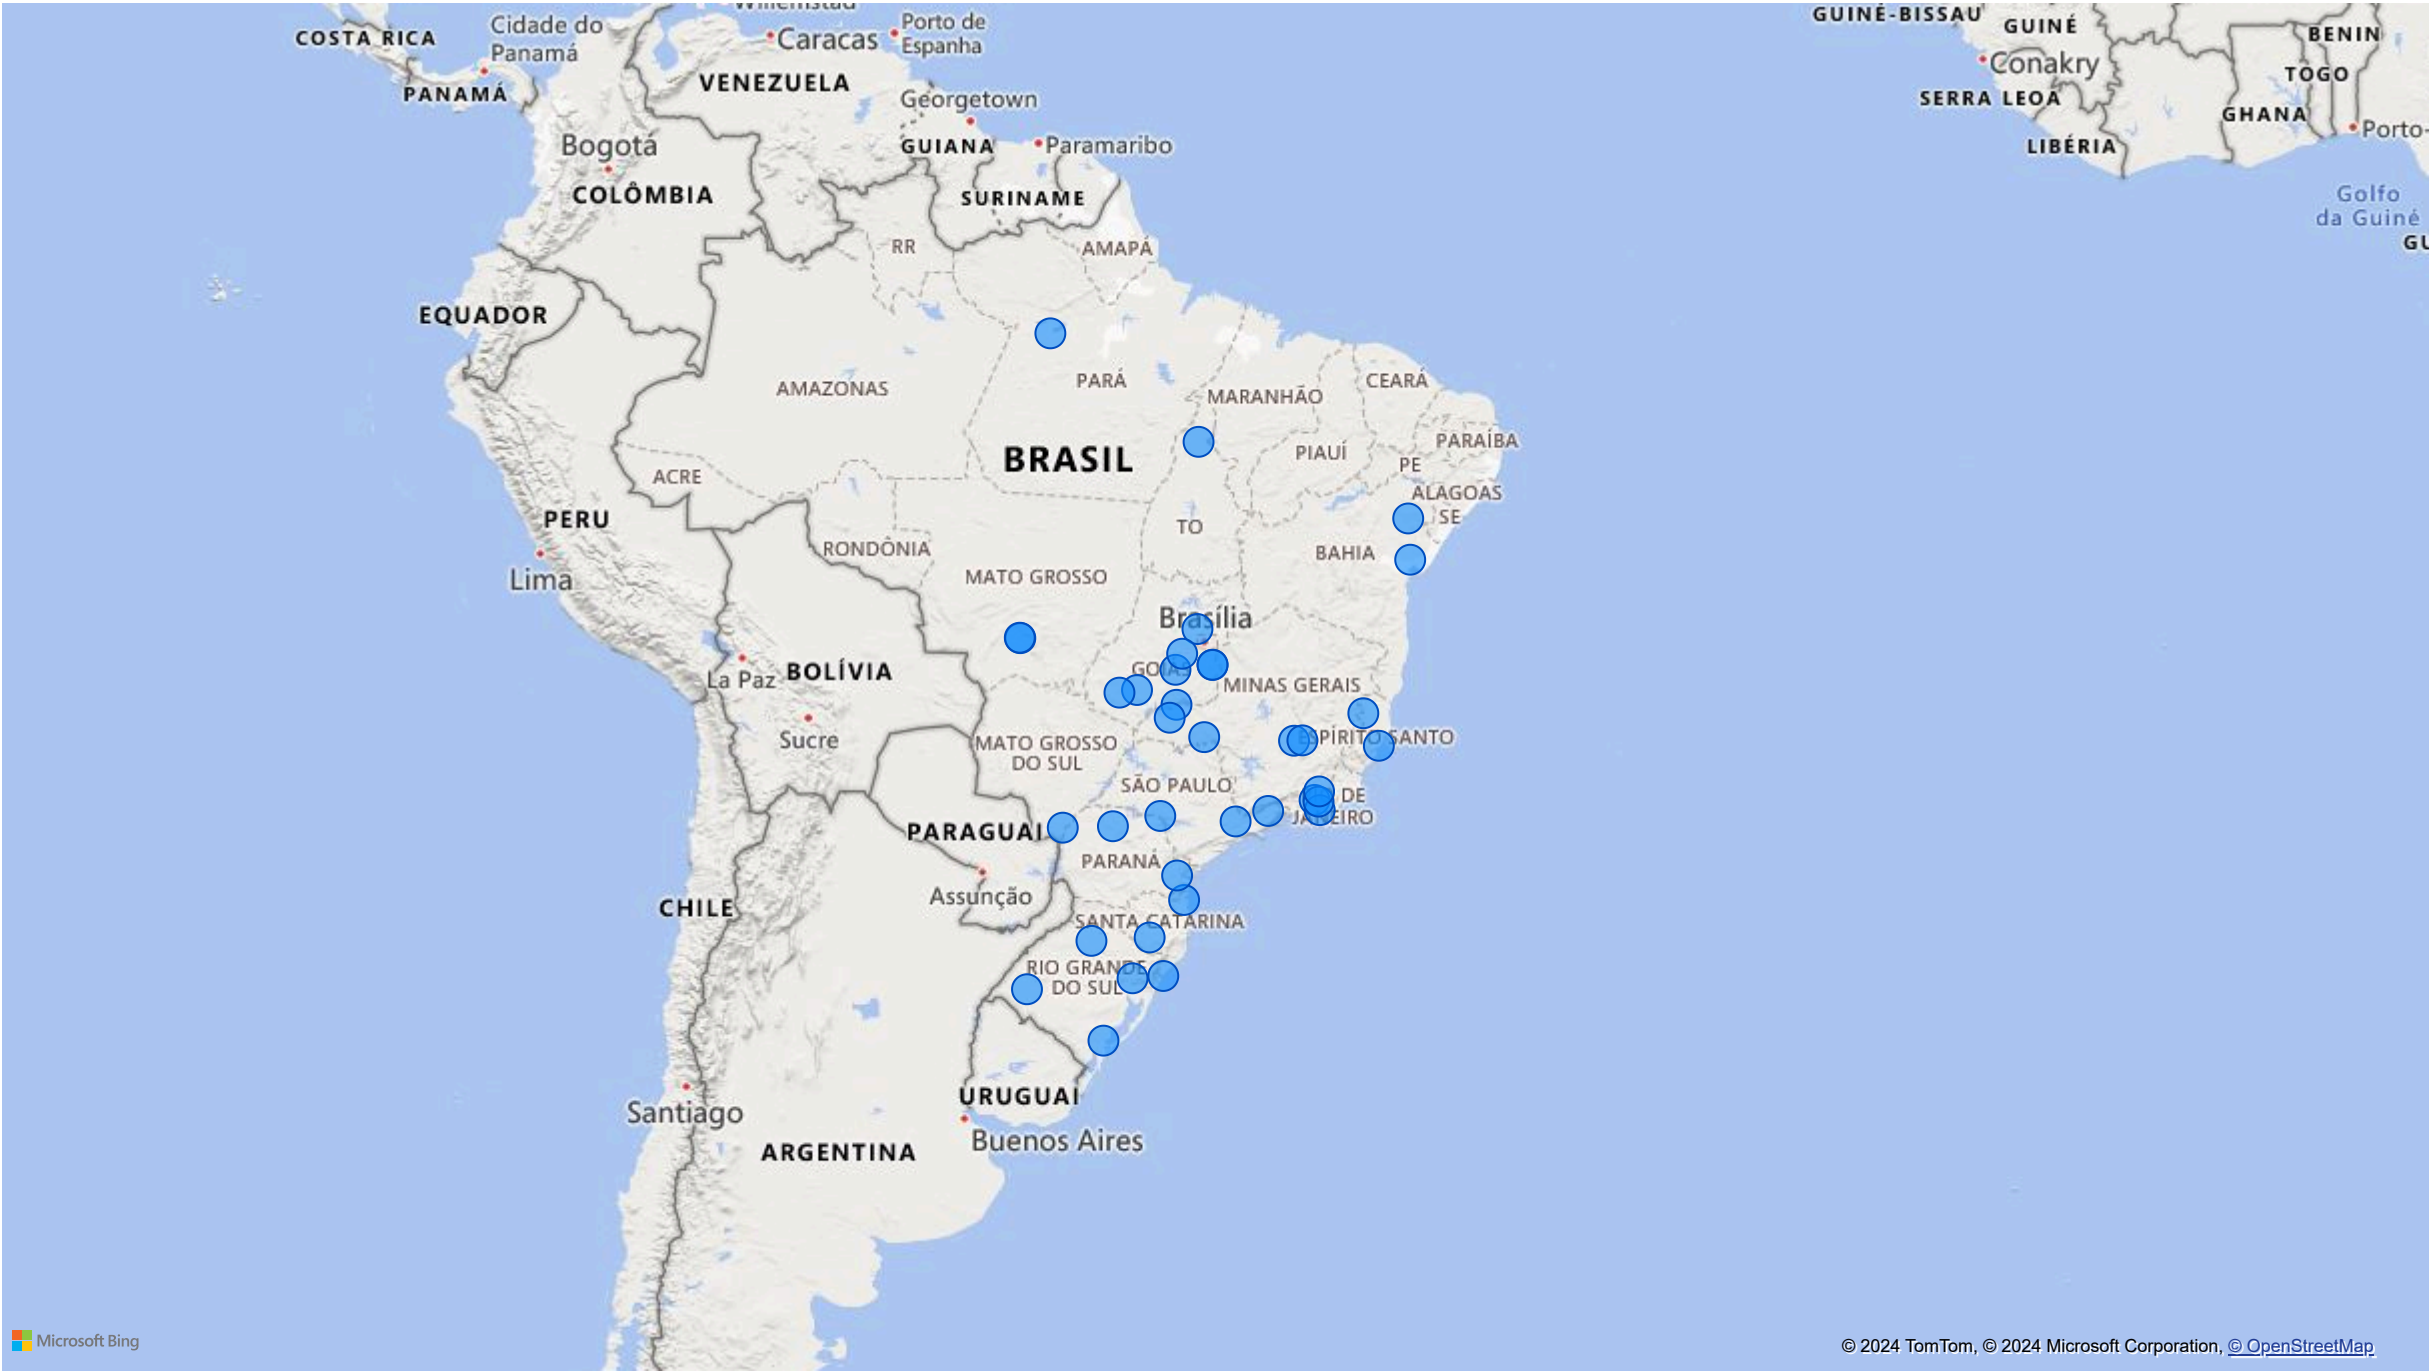 Willemstad
COSTA RICA
Cidade do
Panamá
PANAMÁ
Caracas
Porto de
Espanha
VENEZUELA
Georgetown
GUIANA
Paramaribo
SURINAME
Bogotá
COLÔMBIA
GUINÉ-BISSAU
GUINÉ
Conakry
SERRA LEOA
LIBÉRIA
BENIN
TOGO
GHANA
Porto-
Golfo
da Guiné
GU
RR
AMAPÁ
EQUADOR
AMAZONAS
PARÁ
MARANHÃO
CEARÁ
PARAÍBA
PIAUÍ
PE
ALAGOAS
SE
BRASIL
ACRE
PERU
Lima
RONDÔNIA
TO
BAHIA
MATO GROSSO
Brasília
La Paz
BOLÍVIA
GOIÁS
MINAS GERAIS
Sucre
MATO GROSSO
DO SUL
ESPÍRITO SANTO
SÃO PAULO
DE
JANEIRO
PARAGUAI
PARANÁ
Assunção
CHILE
SANTA CATARINA
RIO GRANDE
DO SUL
URUGUAI
Santiago
Buenos Aires
ARGENTINA
Microsoft Bing
© 2024 TomTom, © 2024 Microsoft Corporation, © OpenStreetMap